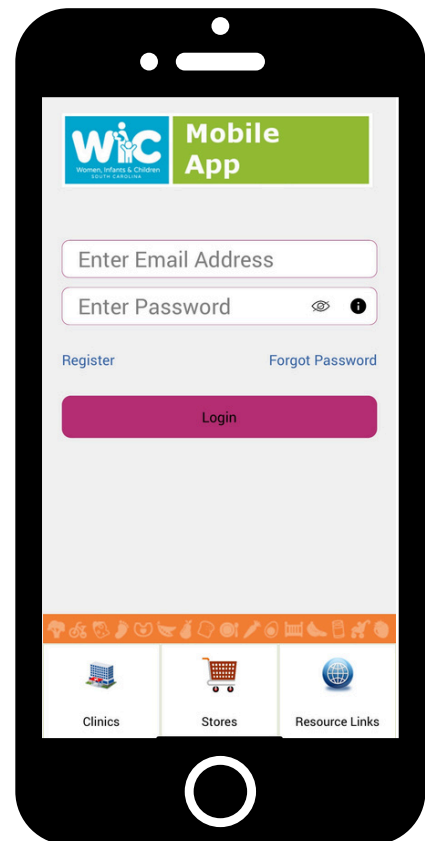 WIC
Women, Infants & Children
SOUTH CAROLINA
Mobile
App
Enter Email Address
Enter Password
Register Forgot Password
Login
Clinics Stores Resource Links